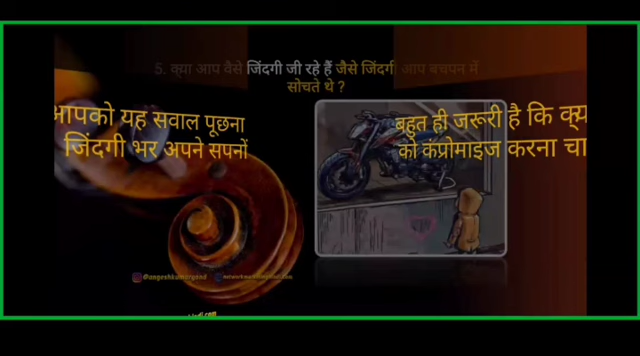 5. क्या आप वैसे जिंदगी जी रहे हैं जैसे जिंदगी आप बचपन में
सोचते थे ?
आपको यह सवाल पूछना बहुत ही जरूरी है कि
जिंदगी भर अपने सपनों को कंप्रोमाइज करना